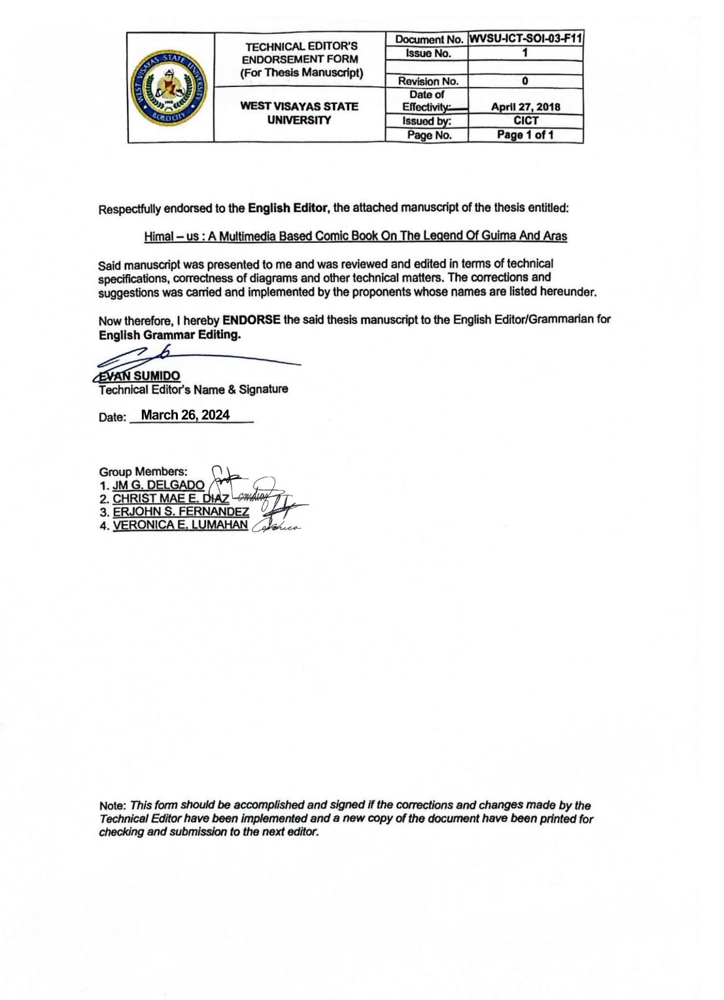 WEST VISAYAS STATE UNIVERSITY
1902
ILOILO CITY
TECHNICAL EDITOR'S
ENDORSEMENT FORM
(For Thesis Manuscript)
WEST VISAYAS STATE
UNIVERSITY
Document No. WVSU-ICT-SOI-03-F11
Issue No. 1
Revision No. 0
Date of
Effectivity: April 27, 2018
Issued by: CICT
Page No. Page 1 of 1
Respectfully endorsed to the English Editor, the attached manuscript of the thesis entitled:
Himal – us : A Multimedia Based Comic Book On The Legend Of Guima And Aras
Said manuscript was presented to me and was reviewed and edited in terms of technical
specifications, correctness of diagrams and other technical matters. The corrections and
suggestions was carried and implemented by the proponents whose names are listed hereunder.
Now therefore, I hereby ENDORSE the said thesis manuscript to the English Editor/Grammarian for
English Grammar Editing.
EVAN SUMIDO
Technical Editor's Name & Signature
Date: March 26, 2024
Group Members:
1. JM G. DELGADO
2. CHRIST MAE E. DIAZ
3. ERJOHN S. FERNANDEZ
4. VERONICA E. LUMAHAN
Note: This form should be accomplished and signed if the corrections and changes made by the
Technical Editor have been implemented and a new copy of the document have been printed for
checking and submission to the next editor.